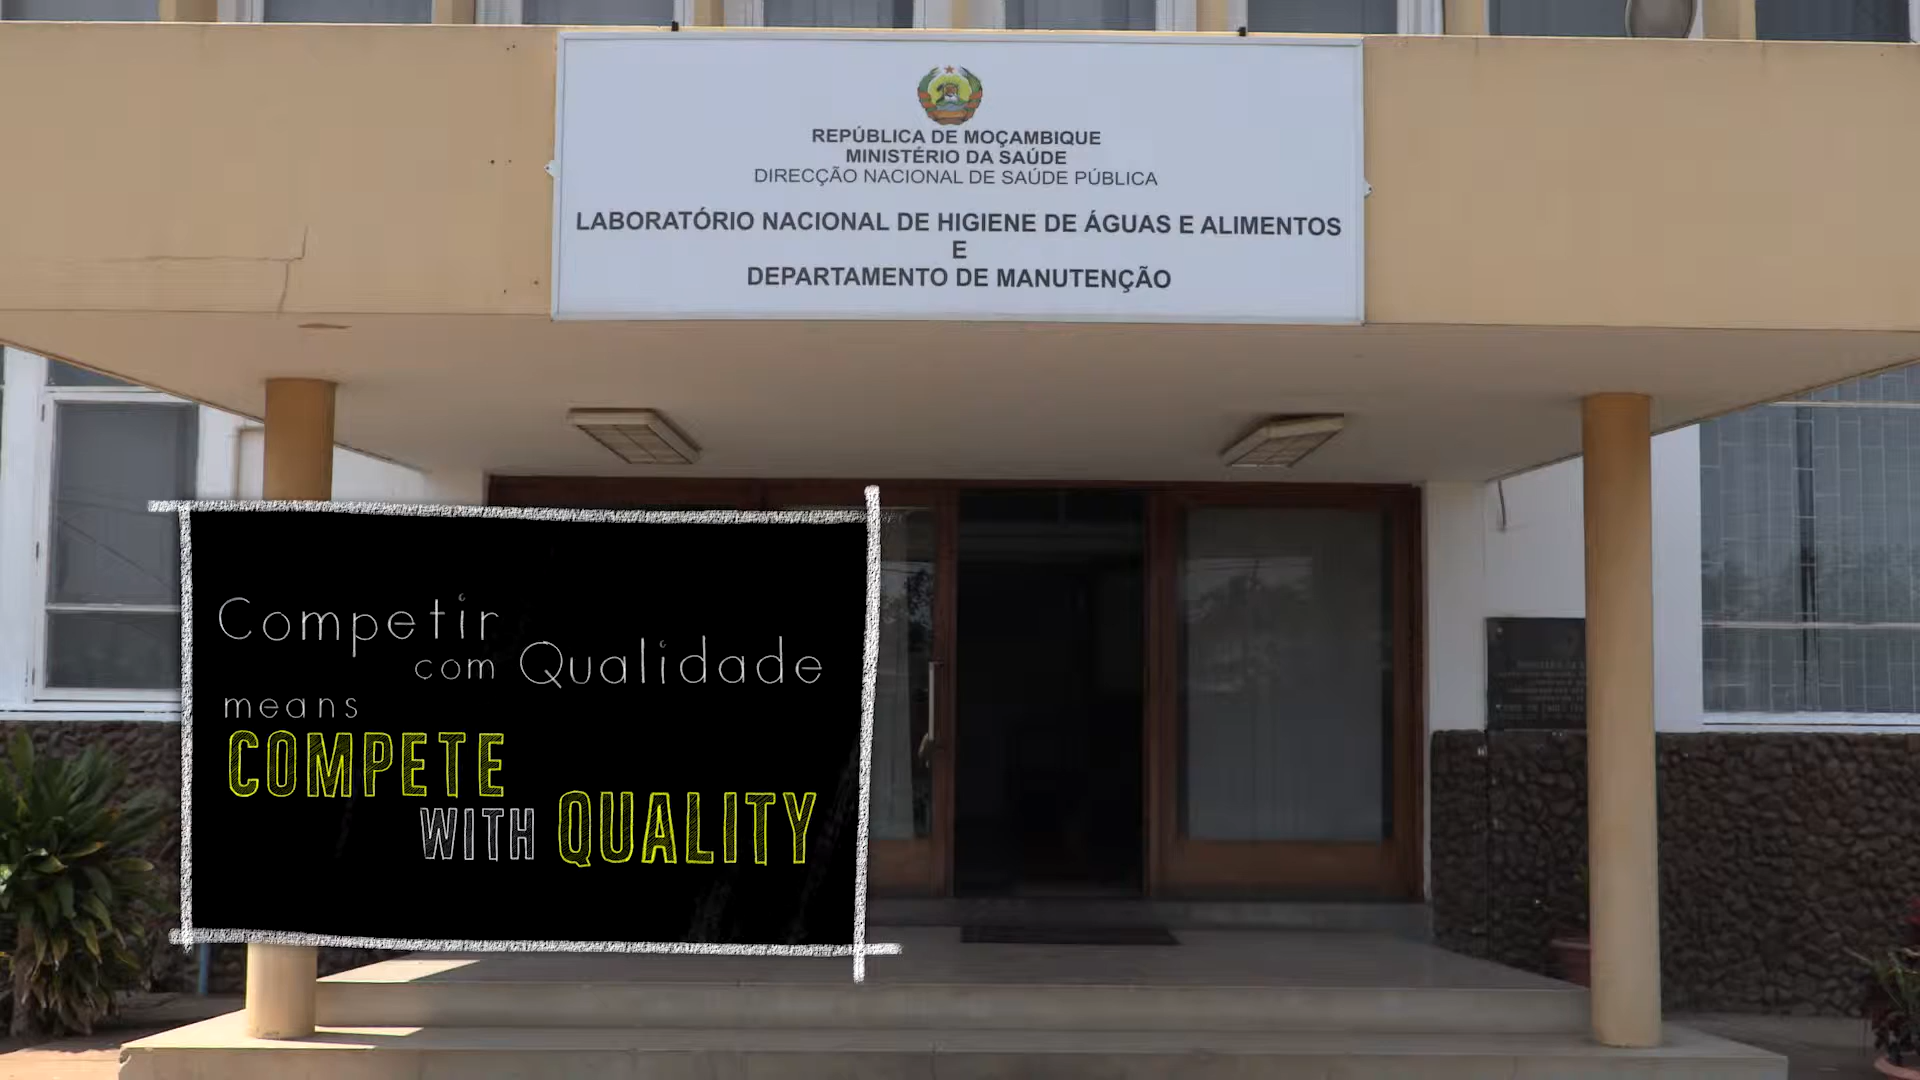 REPÚBLICA DE MOÇAMBIQUE
MINISTÉRIO DA SAÚDE
DIRECÇÃO NACIONAL DE SAÚDE PÚBLICA
LABORATÓRIO NACIONAL DE HIGIENE DE ÁGUAS E ALIMENTOS
E
DEPARTAMENTO DE MANUTENÇÃO
Competir
com Qualidade
means
COMPETE
WITH QUALITY